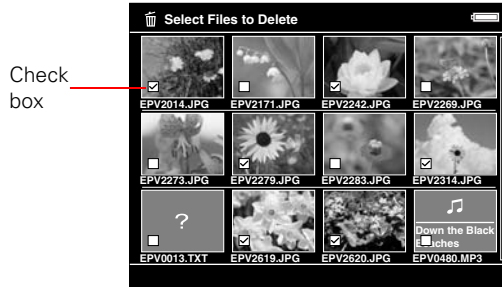 Select Files to Delete
Check
box
EPV2014.JPG EPV2171.JPG EPV2242.JPG EPV2269.JPG
EPV2273.JPG EPV2279.JPG EPV2283.JPG EPV2314.JPG
?
Down the Black
EPV0013.TXT EPV2619.JPG EPV2620.JPG EPV0480.MP3